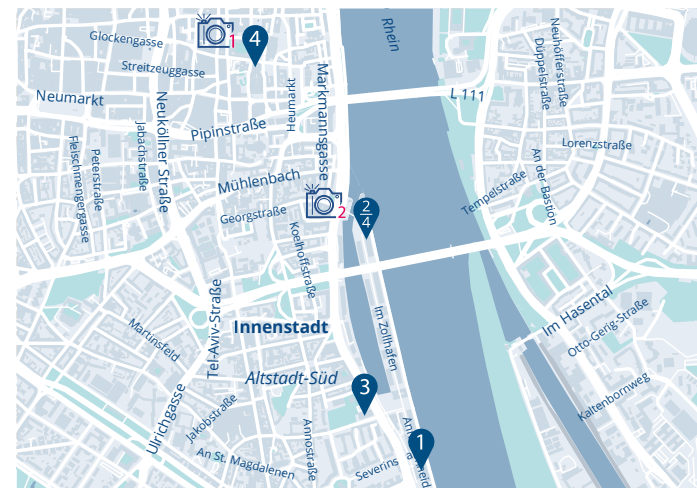 Glockengasse
1
4
Rhein
Neuhöfferstraße
Düppelstraße
Streitzeuggasse
Neumarkt
Neuköllner Straße
Heumarkt
Markmannsgasse
L 111
Pipinstraße
Jabachstraße
Fleischmengergasse
Peterstraße
Lorenzstraße
An der Bastion
Mühlenbach
Tempelstraße
2
2
4
Georgstraße
Koelhoffstraße
Tel-Aviv-Straße
Innenstadt
Im Zollhafen
Im Hasental
Martinsfeld
Otto-Gerig-Straße
Altstadt-Süd
3
Kaltenbornweg
Ulrichgasse
Jakobstraße
Annostraße
1
An St. Magdalenen
Severins